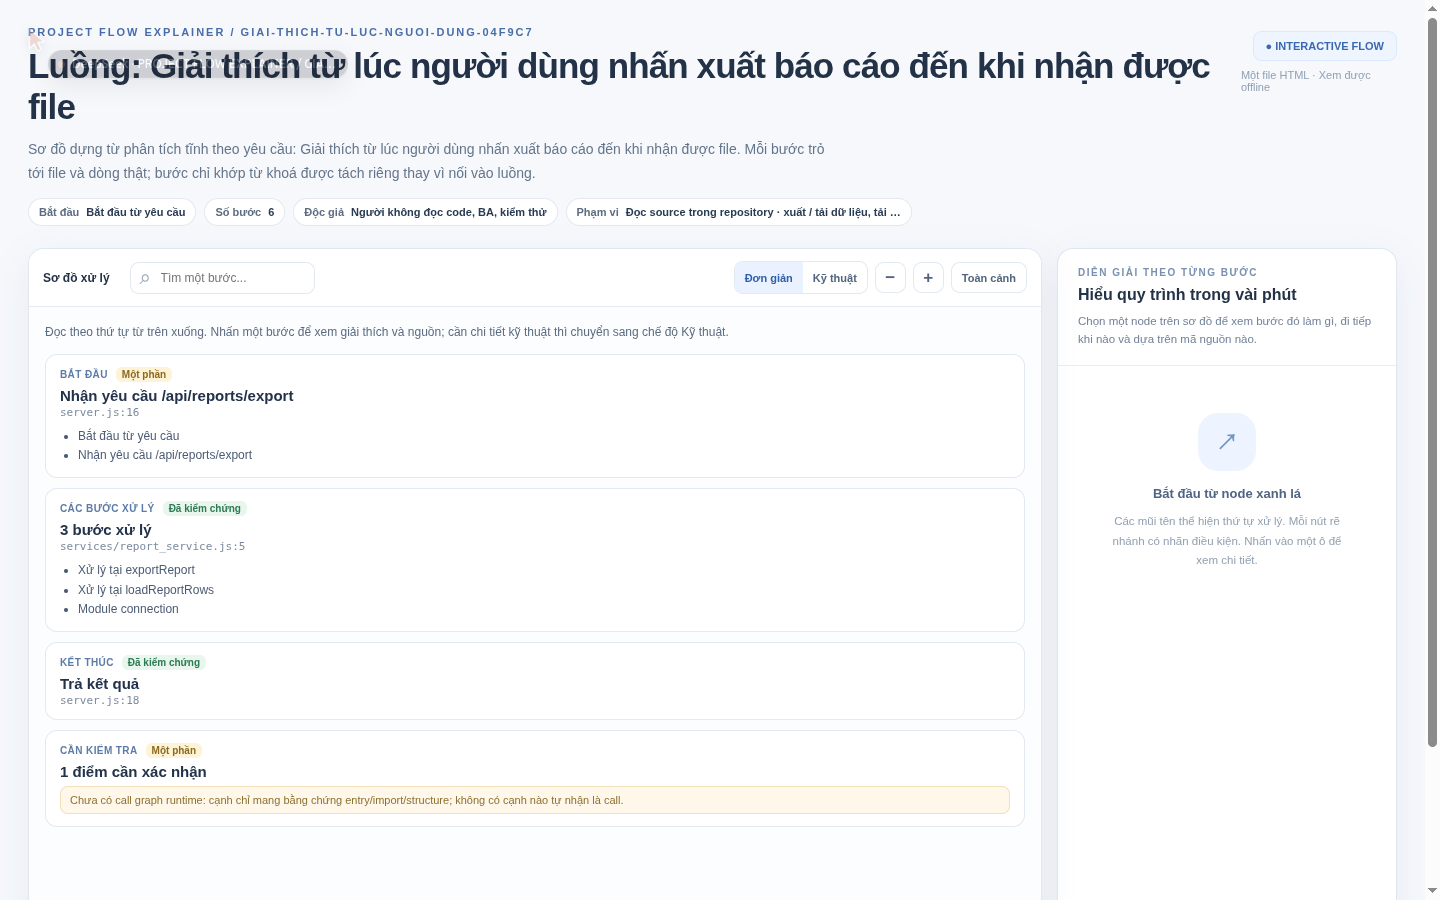 PROJECT FLOW EXPLAINER / GIAI-THICH-TU-LUC-NGUOI-DUNG-04F9C7
Luồng: Giải thích từ lúc người dùng nhấn xuất báo cáo đến khi nhận được
file
● INTERACTIVE FLOW
Một file HTML · Xem được
offline
Sơ đồ dựng từ phân tích tĩnh theo yêu cầu: Giải thích từ lúc người dùng nhấn xuất báo cáo đến khi nhận được file. Mỗi bước trỏ
tới file và dòng thật; bước chỉ khớp từ khoá được tách riêng thay vì nối vào luồng.
Bắt đầu Bắt đầu từ yêu cầu
Số bước 6
Độc giả Người không đọc code, BA, kiểm thử
Phạm vi Đọc source trong repository · xuất / tải dữ liệu, tải …
Sơ đồ xử lý
Tìm một bước...
Đơn giản
Kỹ thuật
−
+
Toàn cảnh
Đọc theo thứ tự từ trên xuống. Nhấn một bước để xem giải thích và nguồn; cần chi tiết kỹ thuật thì chuyển sang chế độ Kỹ thuật.
BẮT ĐẦU Một phần
Nhận yêu cầu /api/reports/export
server.js:16
• Bắt đầu từ yêu cầu
• Nhận yêu cầu /api/reports/export
CÁC BƯỚC XỬ LÝ Đã kiểm chứng
3 bước xử lý
services/report_service.js:5
• Xử lý tại exportReport
• Xử lý tại loadReportRows
• Module connection
KẾT THÚC Đã kiểm chứng
Trả kết quả
server.js:18
CẦN KIỂM TRA Một phần
1 điểm cần xác nhận
Chưa có call graph runtime: cạnh chỉ mang bằng chứng entry/import/structure; không có cạnh nào tự nhận là call.
DIỄN GIẢI THEO TỪNG BƯỚC
Hiểu quy trình trong vài phút
Chọn một node trên sơ đồ để xem bước đó làm gì, đi tiếp
khi nào và dựa trên mã nguồn nào.
Bắt đầu từ node xanh lá
Các mũi tên thể hiện thứ tự xử lý. Mỗi nút rẽ
nhánh có nhãn điều kiện. Nhấn vào một ô để
xem chi tiết.